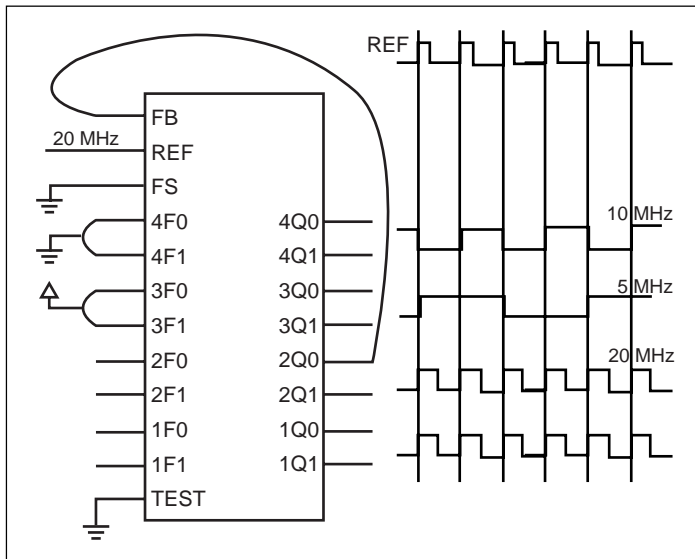 REF
FB
20 MHz
REF
FS
4F0 4Q0
10 MHz
4F1 4Q1
3F0 3Q0
5 MHz
3F1 3Q1
2F0 2Q0
20 MHz
2F1 2Q1
1F0 1Q0
1F1 1Q1
TEST